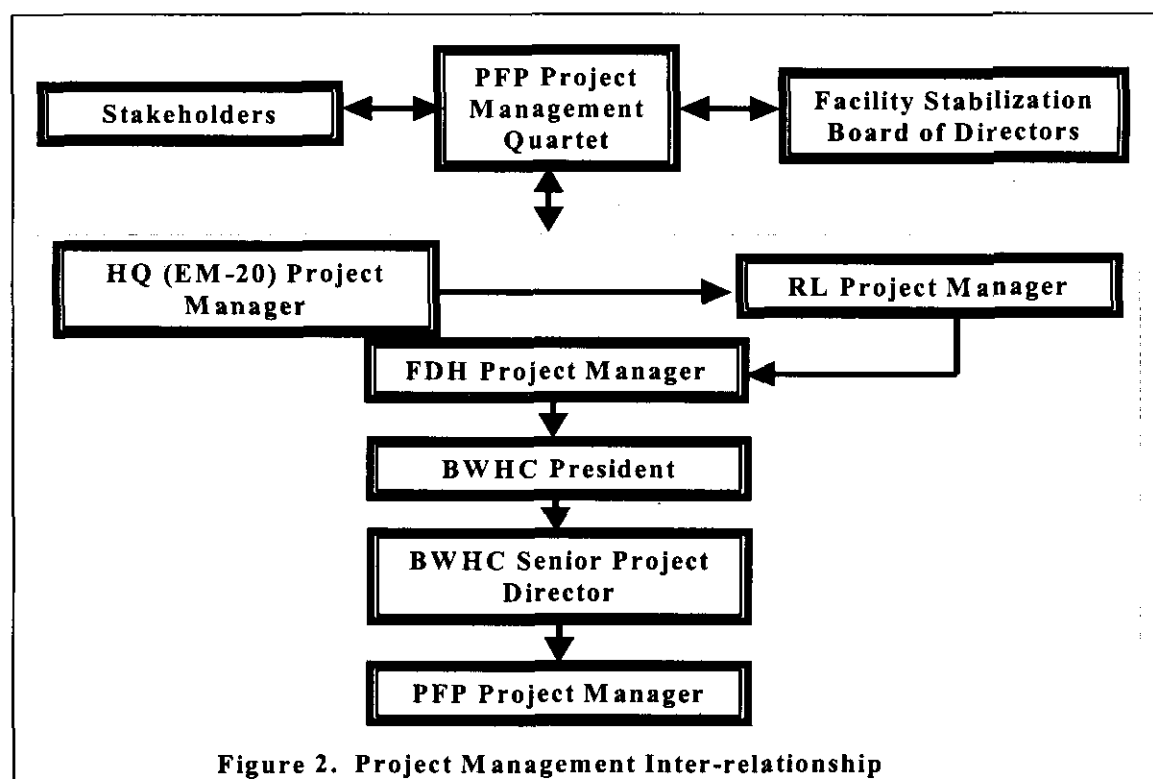 Stakeholders
PFP Project
Management
Quartet
Facility Stabilization
Board of Directors
HQ (EM-20) Project
Manager
RL Project Manager
FDH Project Manager
BWHC President
BWHC Senior Project
Director
PFP Project Manager
Figure 2. Project Management Inter-relationship